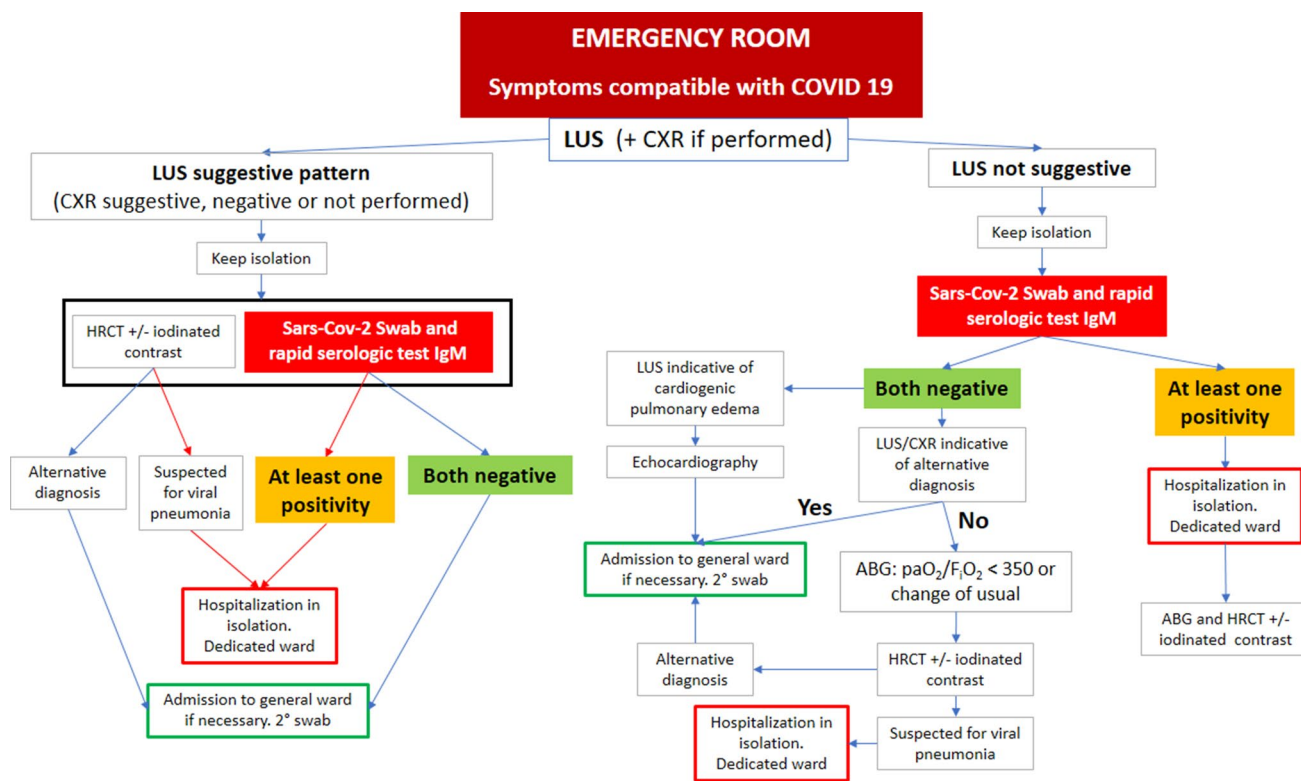 EMERGENCY ROOM
Symptoms compatible with COVID 19
LUS (+ CXR if performed)
LUS suggestive pattern
(CXR suggestive, negative or not performed)
Keep isolation
HRCT +/- iodinated
contrast
Sars-Cov-2 Swab and
rapid serologic test IgM
Alternative
diagnosis
Suspected
for viral
pneumonia
At least one
positivity
Both negative
Hospitalization in
isolation.
Dedicated ward
Admission to general ward
if necessary. 2° swab
LUS not suggestive
Keep isolation
Sars-Cov-2 Swab and rapid
serologic test IgM
LUS indicative of
cardiogenic
pulmonary edema
Both negative
At least one
positivity
Echocardiography
LUS/CXR indicative
of alternative
diagnosis
Yes
No
Hospitalization in
isolation.
Dedicated ward
Admission to general ward
if necessary. 2° swab
ABG: paO₂/FᵢO₂ < 350 or
change of usual
ABG and HRCT +/-
iodinated contrast
Alternative
diagnosis
HRCT +/- iodinated
contrast
Hospitalization in
isolation.
Dedicated ward
Suspected for viral
pneumonia